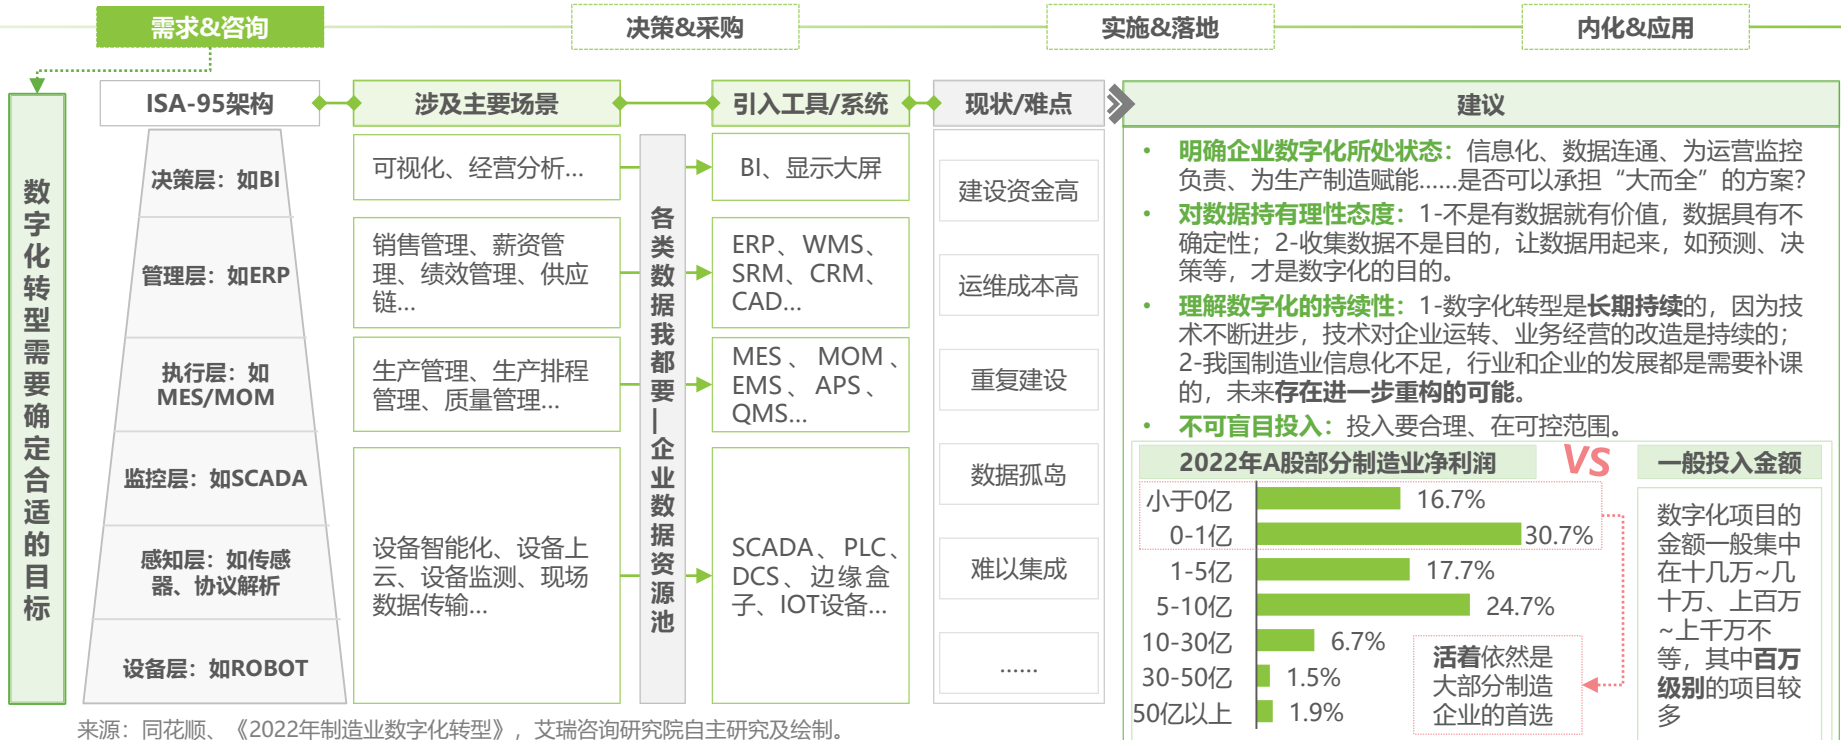 需求&咨询
决策&采购
实施&落地
内化&应用
数字化转型需要确定合适的目标
ISA-95架构
涉及主要场景
引入工具/系统
现状/难点
建议
决策层：如BI
管理层：如ERP
执行层：如
MES/MOM
监控层：如SCADA
感知层：如传感
器、协议解析
设备层：如ROBOT
可视化、经营分析...
销售管理、薪资管
理、绩效管理、供应
链...
生产管理、生产排程
管理、质量管理...
设备智能化、设备上
云、设备监测、现场
数据传输...
各类数据我都要|企业数据资源池
BI、显示大屏
ERP、WMS、
SRM、CRM、
CAD...
MES、MOM、
EMS、APS、
QMS...
SCADA、PLC、
DCS、边缘盒
子、IOT设备...
建设资金高
运维成本高
重复建设
数据孤岛
难以集成
......
• 明确企业数字化所处状态：信息化、数据连通、为运营监控
负责、为生产制造赋能......是否可以承担“大而全”的方案？
• 对数据持有理性态度：1-不是有数据就有价值，数据具有不
确定性；2-收集数据不是目的，让数据用起来，如预测、决
策等，才是数字化的目的。
• 理解数字化的持续性：1-数字化转型是长期持续的，因为技
术不断进步，技术对企业运转、业务经营的改造是持续的；
2-我国制造业信息化不足，行业和企业的发展都是需要补课
的，未来存在进一步重构的可能。
• 不可盲目投入：投入要合理、在可控范围。
2022年A股部分制造业净利润
VS
一般投入金额
小于0亿 16.7%
0-1亿 30.7%
1-5亿 17.7%
5-10亿 24.7%
10-30亿 6.7%
30-50亿 1.5%
50亿以上 1.9%
活着依然是
大部分制造
企业的首选
数字化项目的
金额一般集中
在十几万~几
十万、上百万
~上千万不
等，其中百万
级别的项目较
多
来源：同花顺、《2022年制造业数字化转型》，艾瑞咨询研究院自主研究及绘制。